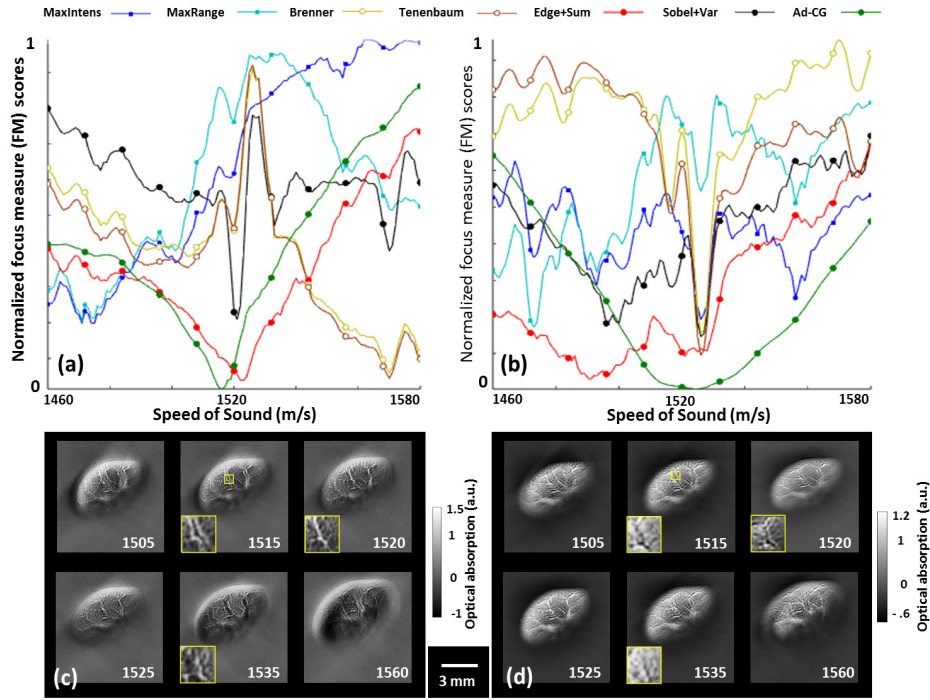 MaxIntens MaxRange Brenner Tenenbaum Edge+Sum Sobel+Var Ad-CG
Normalized focus measure (FM) scores
1
(a)
0
1460 1520 1580
Speed of Sound (m/s)
Normalized focus measure (FM) scores
1
(b)
0
1460 1520 1580
Speed of Sound (m/s)
1505 1515 1520
1525 1535 1560
(c)
1.5
1
0
-1
Optical absorption (a.u.)
3 mm
1505 1515 1520
1525 1535 1560
(d)
1.2
1
0
-.6
Optical absorption (a.u.)